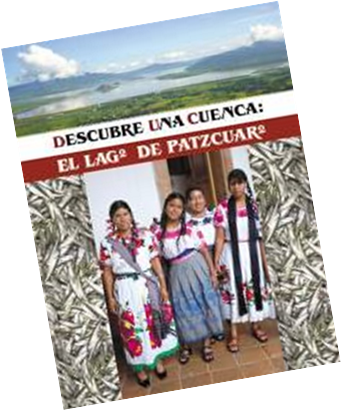 DESCUBRE UNA CUENCA:
EL LAGº DE PATZCUARº